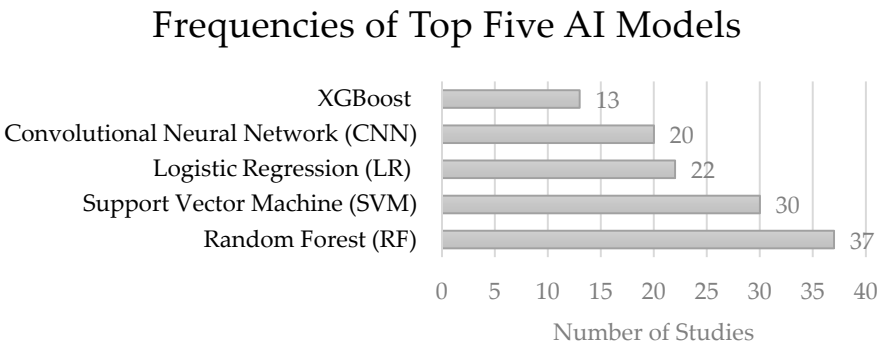 Frequencies of Top Five AI Models
XGBoost 13
Convolutional Neural Network (CNN) 20
Logistic Regression (LR) 22
Support Vector Machine (SVM) 30
Random Forest (RF) 37
0 5 10 15 20 25 30 35 40
Number of Studies